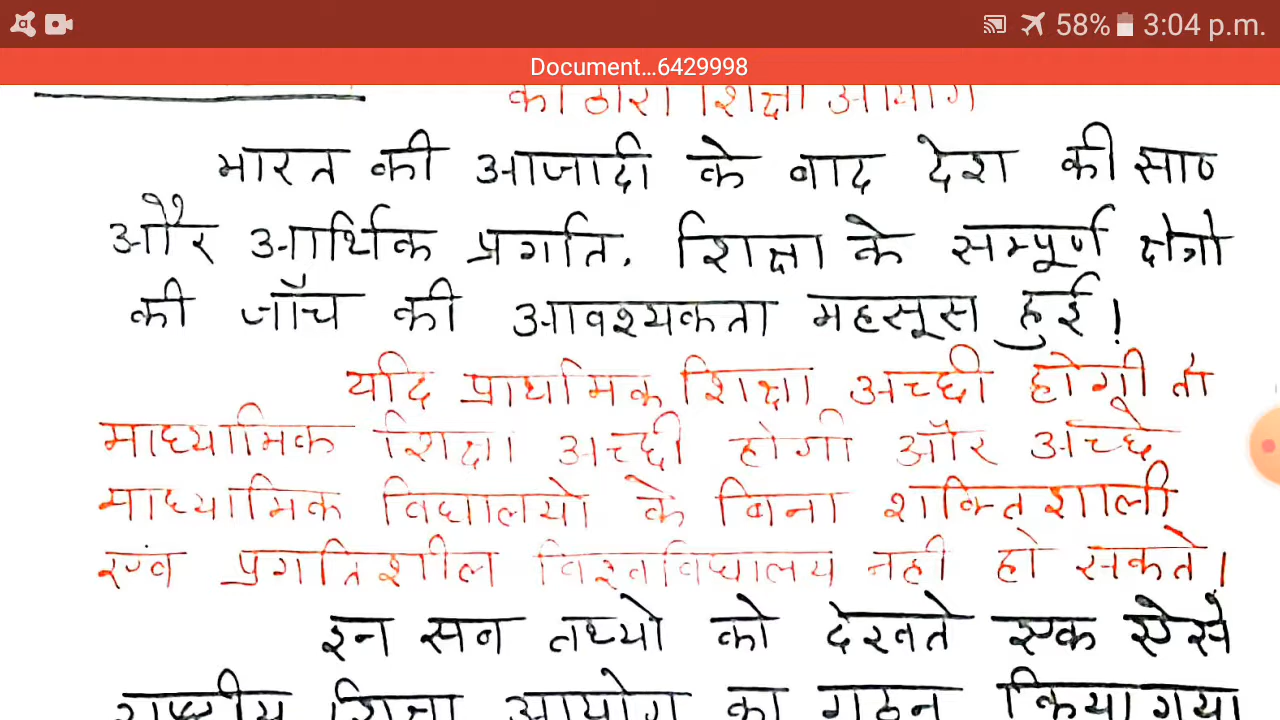 58% 3:04 p.m.
Document...6429998
कोठारी शिक्षा आयोग
भारत की आजादी के बाद देश की साण
और आर्थिक प्रगति, शिक्षा के सम्पूर्ण क्षेत्रो
की जाँच की आवश्यकता महसूस हुई।
यदि प्राथमिक शिक्षा अच्छी होगी तो
माध्यामिक शिक्षा अच्छी होगी और अच्छे
माध्यामिक विद्यालयो के बिना शक्तिशाली
एवं प्रगतिशील विश्वविद्यालय नही हो सकते।
इन सब तथ्यो को देखते एक ऐसे
राष्ट्रीय शिक्षा आयोग का गठन किया गया